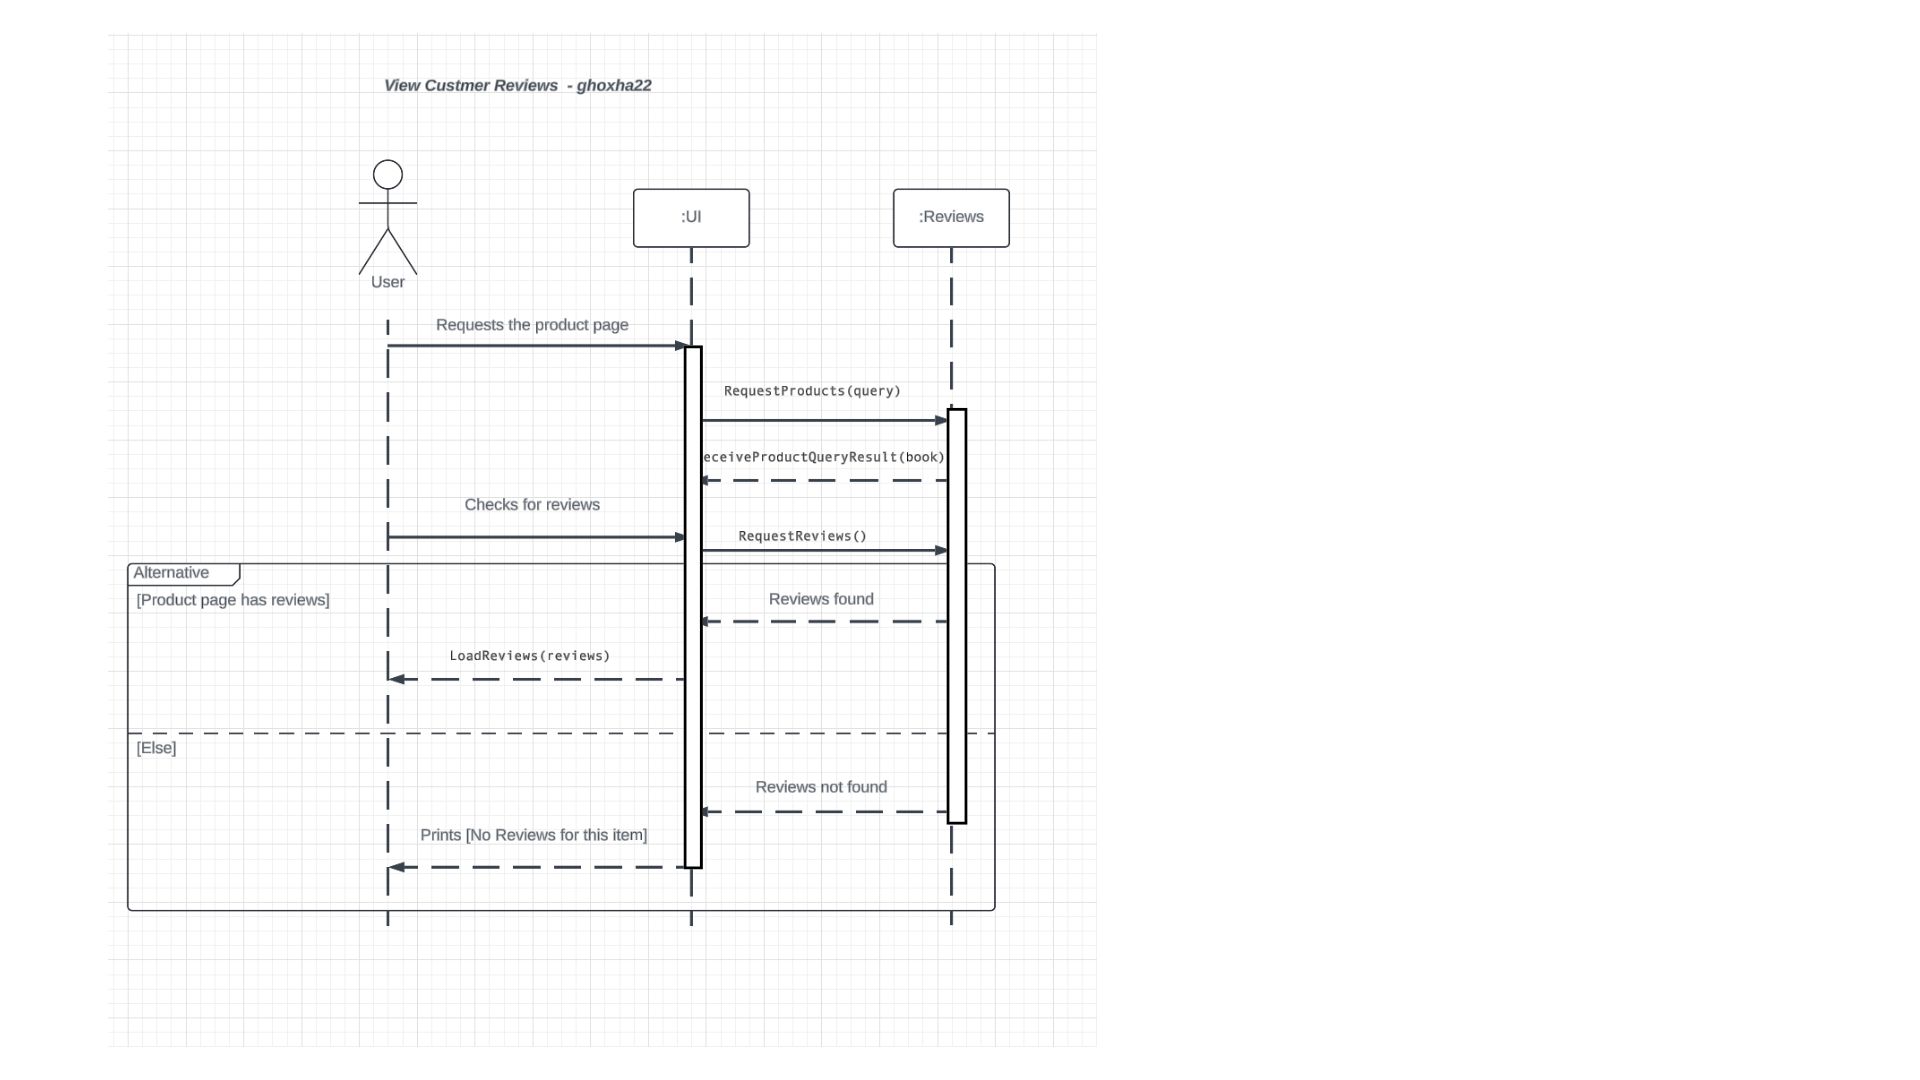 View Custmer Reviews - ghoxha22
:UI
:Reviews
User
Requests the product page
RequestProducts(query)
eceiveProductQueryResult(book)
Checks for reviews
RequestReviews()
Alternative
[Product page has reviews]
Reviews found
LoadReviews(reviews)
[Else]
Reviews not found
Prints [No Reviews for this item]